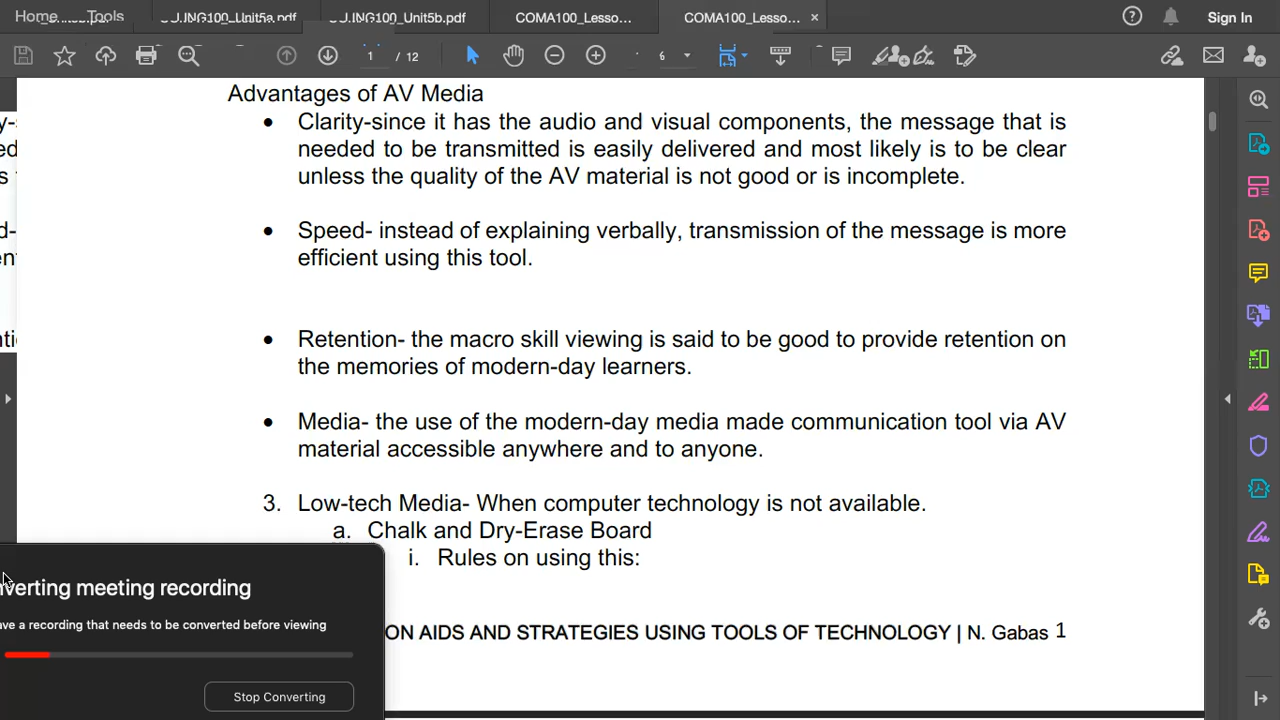 Home Tools
JNG100_Unit5a.pdf
JNG100_Unit5b.pdf
COMA100_Lesso...
COMA100_Lesso... ×
Sign In
1 / 12
6
Advantages of AV Media
• Clarity-since it has the audio and visual components, the message that is
needed to be transmitted is easily delivered and most likely is to be clear
unless the quality of the AV material is not good or is incomplete.
• Speed- instead of explaining verbally, transmission of the message is more
efficient using this tool.
• Retention- the macro skill viewing is said to be good to provide retention on
the memories of modern-day learners.
• Media- the use of the modern-day media made communication tool via AV
material accessible anywhere and to anyone.
3. Low-tech Media- When computer technology is not available.
a. Chalk and Dry-Erase Board
i. Rules on using this:
ON AIDS AND STRATEGIES USING TOOLS OF TECHNOLOGY | N. Gabas 1
verting meeting recording
ave a recording that needs to be converted before viewing
Stop Converting